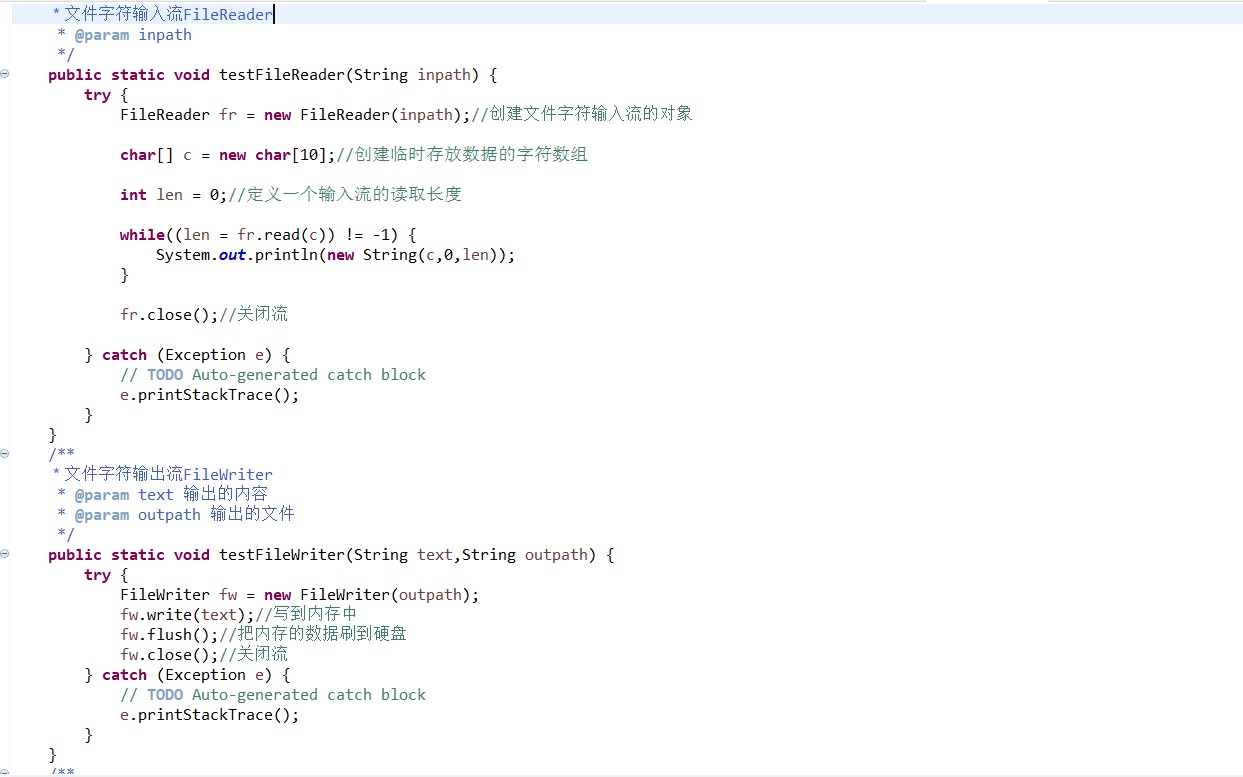 * 文件字符输入流FileReader
* @param inpath
*/
public static void testFileReader(String inpath) {
try {
FileReader fr = new FileReader(inpath);//创建文件字符输入流的对象
char[] c = new char[10];//创建临时存放数据的字符数组
int len = 0;//定义一个输入流的读取长度
while((len = fr.read(c)) != -1) {
System.out.println(new String(c,0,len));
}
fr.close();//关闭流
} catch (Exception e) {
// TODO Auto-generated catch block
e.printStackTrace();
}
}
/**
* 文件字符输出流FileWriter
* @param text 输出的内容
* @param outpath 输出的文件
*/
public static void testFileWriter(String text,String outpath) {
try {
FileWriter fw = new FileWriter(outpath);
fw.write(text);//写到内存中
fw.flush();//把内存的数据刷到硬盘
fw.close();//关闭流
} catch (Exception e) {
// TODO Auto-generated catch block
e.printStackTrace();
}
}
/**